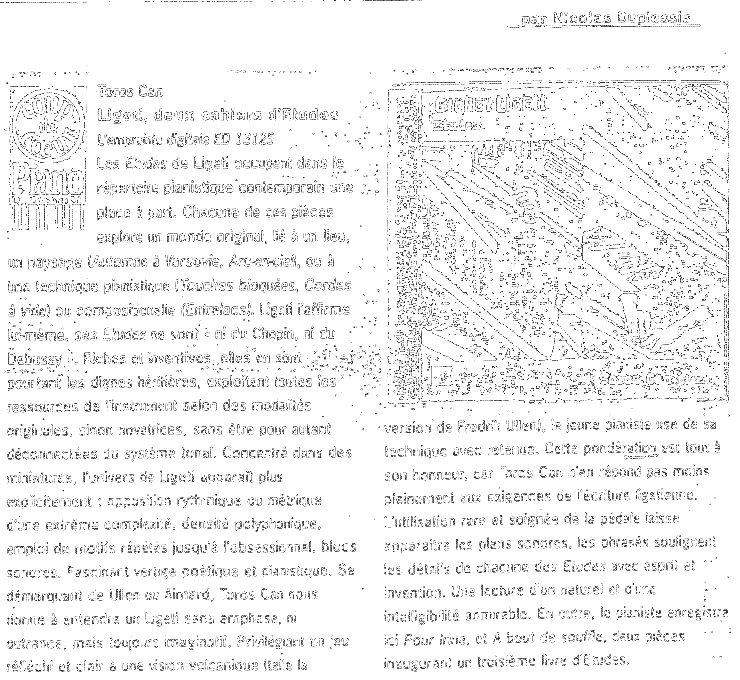 par Nicolas Duplessis
Toros Can
Ligeti, deux cahiers d'Etudes
L'empreinte digitale ED 13125
Piano
Les Etudes de Ligeti occupent dans le
répertoire pianistique contemporain une
place à part. Chacune de ces pièces
explore un monde original, lié à un lieu,
un paysage (Automne à Varsovie, Arc-en-ciel), ou à
une technique pianistique (Touches bloquées, Cordes
à vide) ou compositionelle (Entrelacs). Ligeti l'affirme
lui-même, ses Etudes ne sont « ni du Chopin, ni du
Debussy ». Riches et inventives, elles en sont
pourtant les dignes héritières, exploitant toutes les
ressources de l'instrument selon des modalités
originales, sinon novatrices, sans être pour autant
déconnectées du système tonal. Concentré dans des
miniatures, l'univers de Ligeti apparaît plus
explicitement : opposition rythmique ou métrique
d'une extrême complexité, densité polyphonique,
emploi de motifs répétés jusqu'à l'obsessionnel, blocs
sonores. Fascinant vertige poétique et pianistique. Se
démarquant de Ullen ou Aimard, Toros Can nous
donne à entendre un Ligeti sans emphase, ni
outrance, mais toujours imaginatif. Privilégiant un jeu
réfléchi et clair à une vision volcanique (telle la
GYÖRGY LIGETI
version de Fredrik Ullen), le jeune pianiste use de sa
technique avec retenue. Cette pondération est tout à
son honneur, car Toros Can n'en répond pas moins
pleinement aux exigences de l'écriture ligetienne.
L'utilisation rare et soignée de la pédale laisse
apparaître les plans sonores, les phrasés soulignent
les détails de chacune des Etudes avec esprit et
invention. Une lecture d'un naturel et d'une
intelligibilité admirable. En outre, le pianiste enregistre
ici Pour Irina, et A bout de souffle, deux pièces
inaugurant un troisième livre d'Etudes.